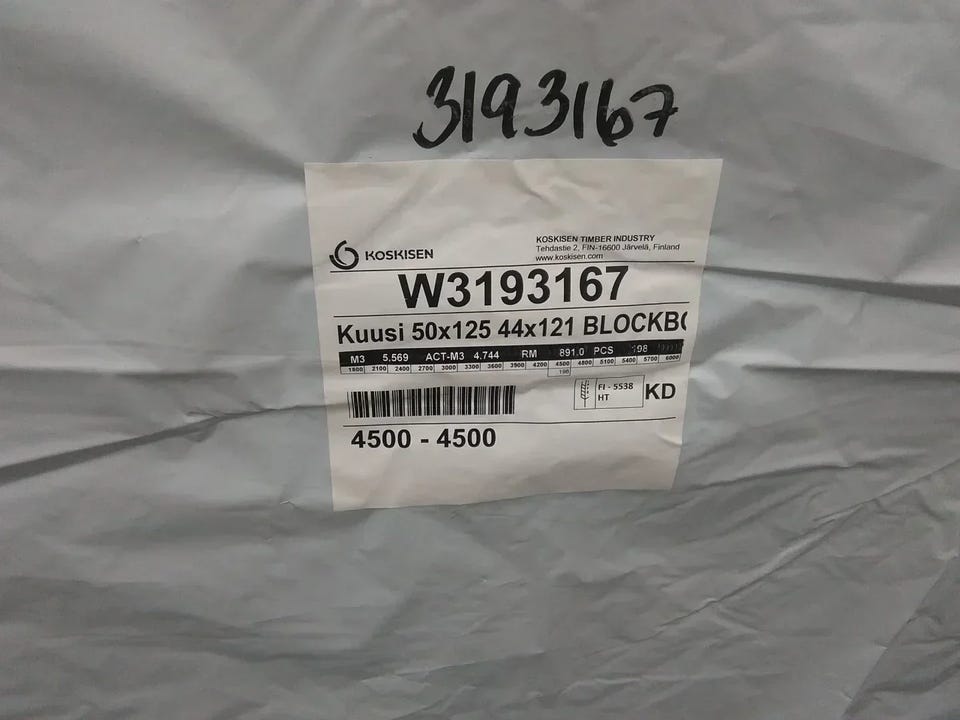 3193167
KOSKISEN
KOSKISEN TIMBER INDUSTRY
Tehdastie 2, FIN-16600 Järvelä, Finland
www.koskisen.com
W3193167
Kuusi 50x125 44x121 BLOCKBO
M3 5.569 ACT-M3 4.744 RM 891.0 PCS 198
1800 2100 2400 2700 3000 3300 3600 3900 4200 4500 4800 5100 5400 5700 6000
198
FI - 5538
HT
KD
4500 - 4500